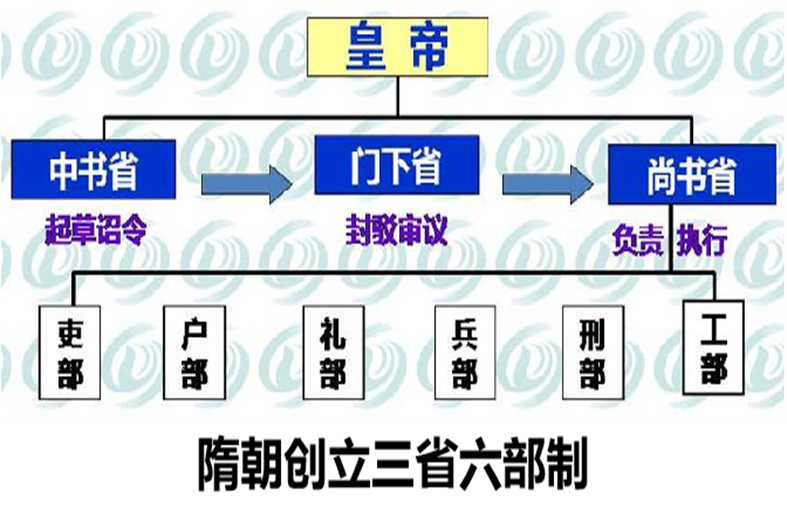 皇帝
中书省
门下省
尚书省
起草诏令
封驳审议
负责 执行
吏部
户部
礼部
兵部
刑部
工部
隋朝创立三省六部制